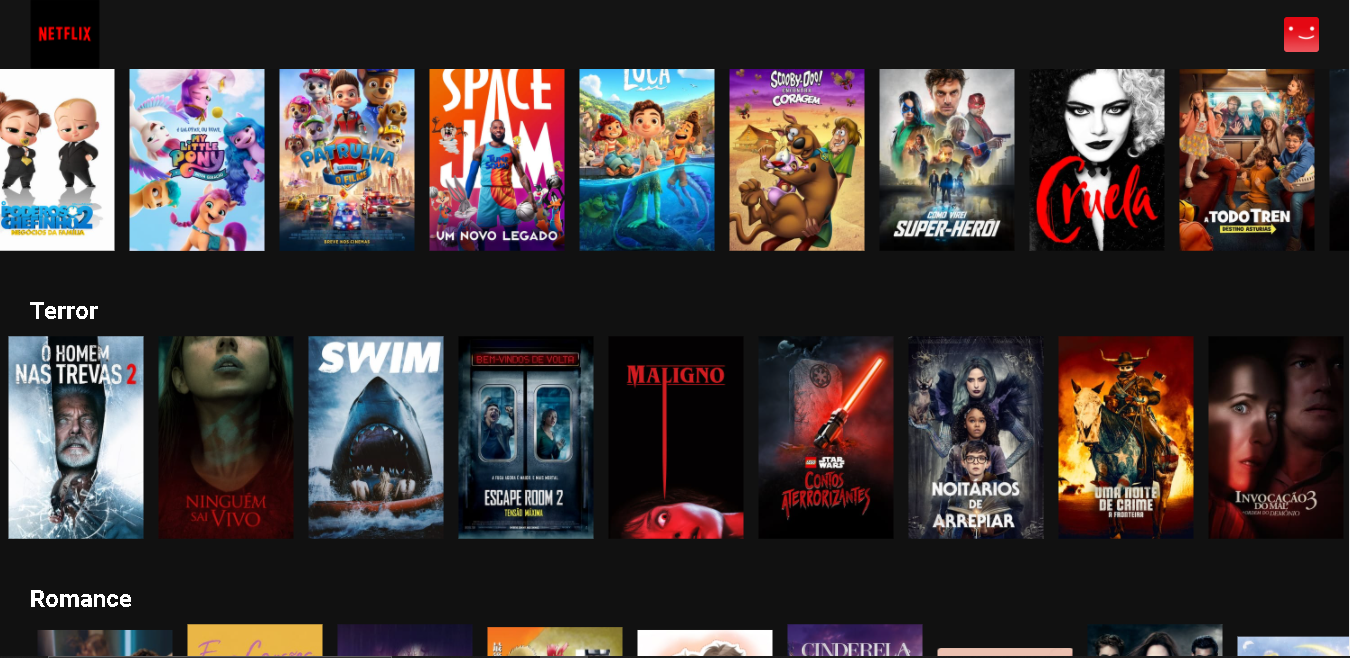 NETFLIX
O PODEROSO
CHEFINHO 2
NEGÓCIOS DA FAMÍLIA
MY
LITTLE
PONY
NOVA GERAÇÃO
PATRULHA
O FILME
BREVE NOS CINEMAS
SPACE
JAM
UM NOVO LEGADO
LUCA
SCOOBY-DOO!
CORAGEM
COMO VIREI
SUPER-HERÓI
Cruela
A TODO TREN
DESTINO ASTURIAS
Terror
O HOMEM
NAS TREVAS 2
NINGUÉM
SAI VIVO
SWIM
BEM-VINDOS DE VOLTA
ESCAPE ROOM 2
TENSÃO MÁXIMA
MALIGNO
LEGO STAR WARS
CONTOS
ATERRORIZANTES
NOITÁRIOS
DE
ARREPIAR
UMA NOITE
DE CRIME
A FRONTEIRA
INVOCAÇÃO
DO MAL 3
A ORDEM DO DEMÔNIO
Romance
CINDERELA